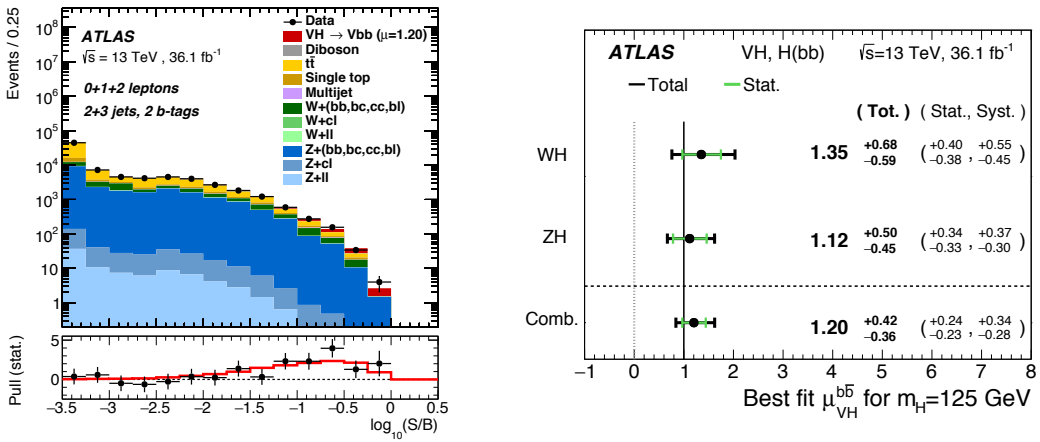 Events / 0.25
10⁸
10⁷
10⁶
10⁵
10⁴
10³
10²
10
1
ATLAS
√s = 13 TeV , 36.1 fb⁻¹
0+1+2 leptons
2+3 jets, 2 b-tags
Data
VH → Vbb (μ=1.20)
Diboson
tt̄
Single top
Multijet
W+(bb,bc,cc,bl)
W+cl
W+ll
Z+(bb,bc,cc,bl)
Z+cl
Z+ll
Pull (stat.)
5
0
−3.5 −3 −2.5 −2 −1.5 −1 −0.5 0 0.5
log₁₀(S/B)
ATLAS VH, H(bb) √s=13 TeV, 36.1 fb⁻¹
Total Stat.
( Tot. ) ( Stat., Syst. )
WH 1.35 +0.68 −0.59 ( +0.40 −0.38 , +0.55 −0.45 )
ZH 1.12 +0.50 −0.45 ( +0.34 −0.33 , +0.37 −0.30 )
Comb. 1.20 +0.42 −0.36 ( +0.24 −0.23 , +0.34 −0.28 )
−1 0 1 2 3 4 5 6 7 8
Best fit μ^{bb̄}_{VH} for m_H=125 GeV